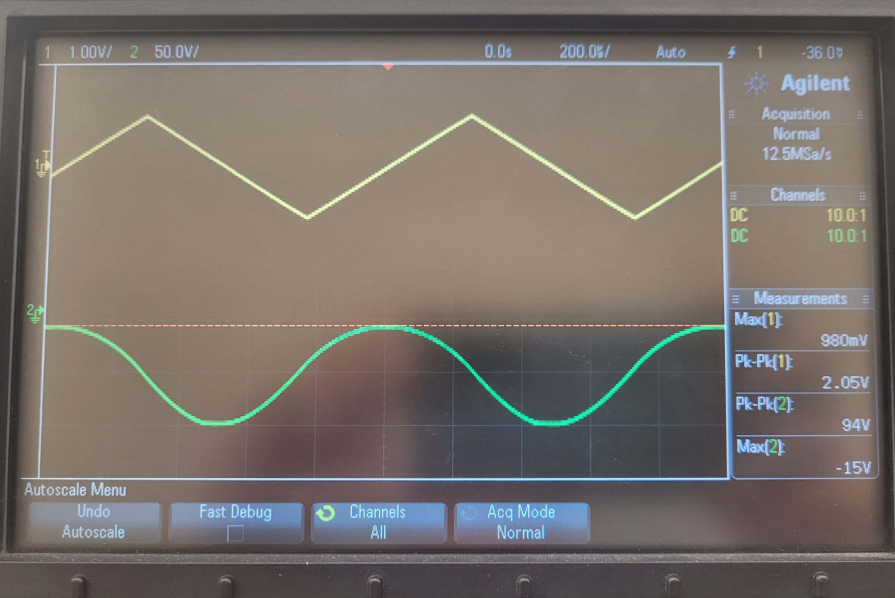 1 1.00V/ 2 50.0V/ 0.0s 200.0µs/ Auto 1 -36.0V
Agilent
Acquisition
Normal
12.5MSa/s
Channels
DC 10.0:1
DC 10.0:1
Measurements
Max(1):
980mV
Pk-Pk(1):
2.05V
Pk-Pk(2):
94V
Max(2):
-15V
T
1
2
Autoscale Menu
Undo
Autoscale
Fast Debug
Channels
All
Acq Mode
Normal